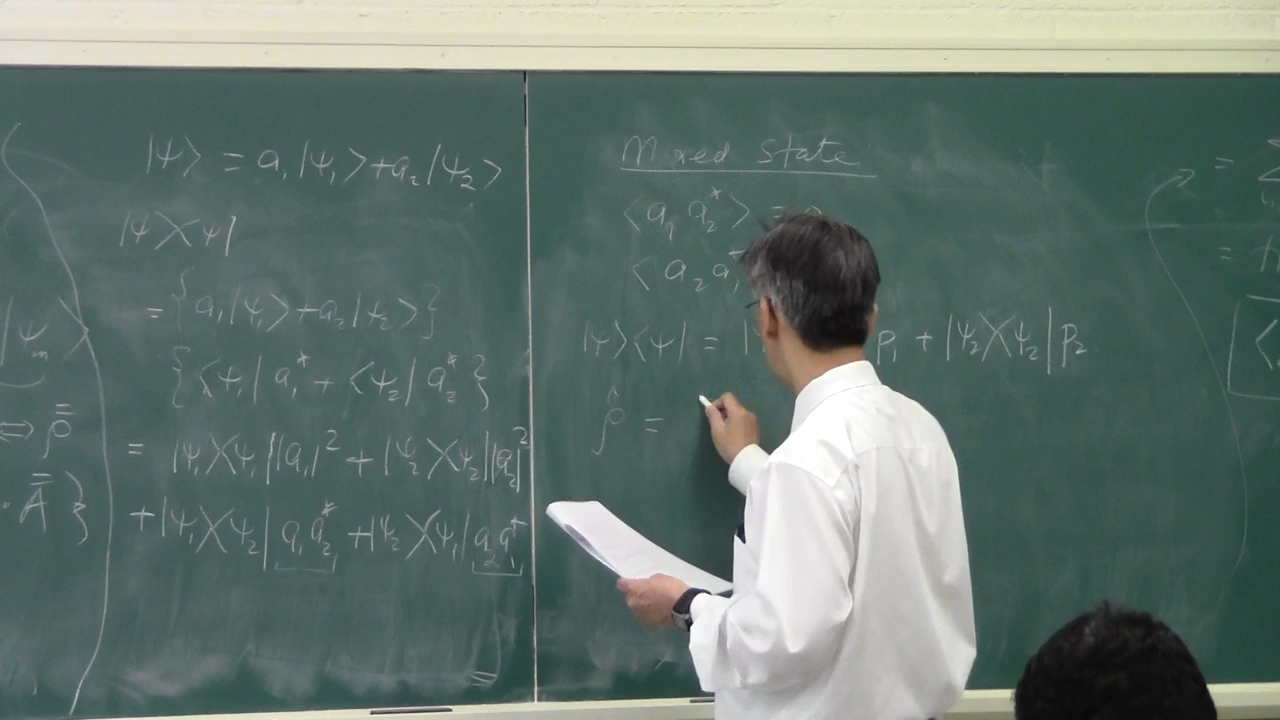 |ψ⟩ = a₁|ψ₁⟩+a₂|ψ₂⟩
|ψ⟩⟨ψ|
= {a₁|ψ₁⟩+a₂|ψ₂⟩}
{⟨ψ₁|a₁* + ⟨ψ₂|a₂*}
= |ψ₁⟩⟨ψ₁||a₁|² + |ψ₂⟩⟨ψ₂||a₂|²
+|ψ₁⟩⟨ψ₂|a₁a₂* +|ψ₂⟩⟨ψ₁|a₂a₁*
|ψₘ⟩
⇔ ρ̿
· A̿ }
Mixed State
⟨a₁ a₂*⟩ =
⟨a₂ a₁
|ψ⟩⟨ψ| = | p₁ + |ψ₂⟩⟨ψ₂|p₂
ρ̂ =
= Σ
=
⟨